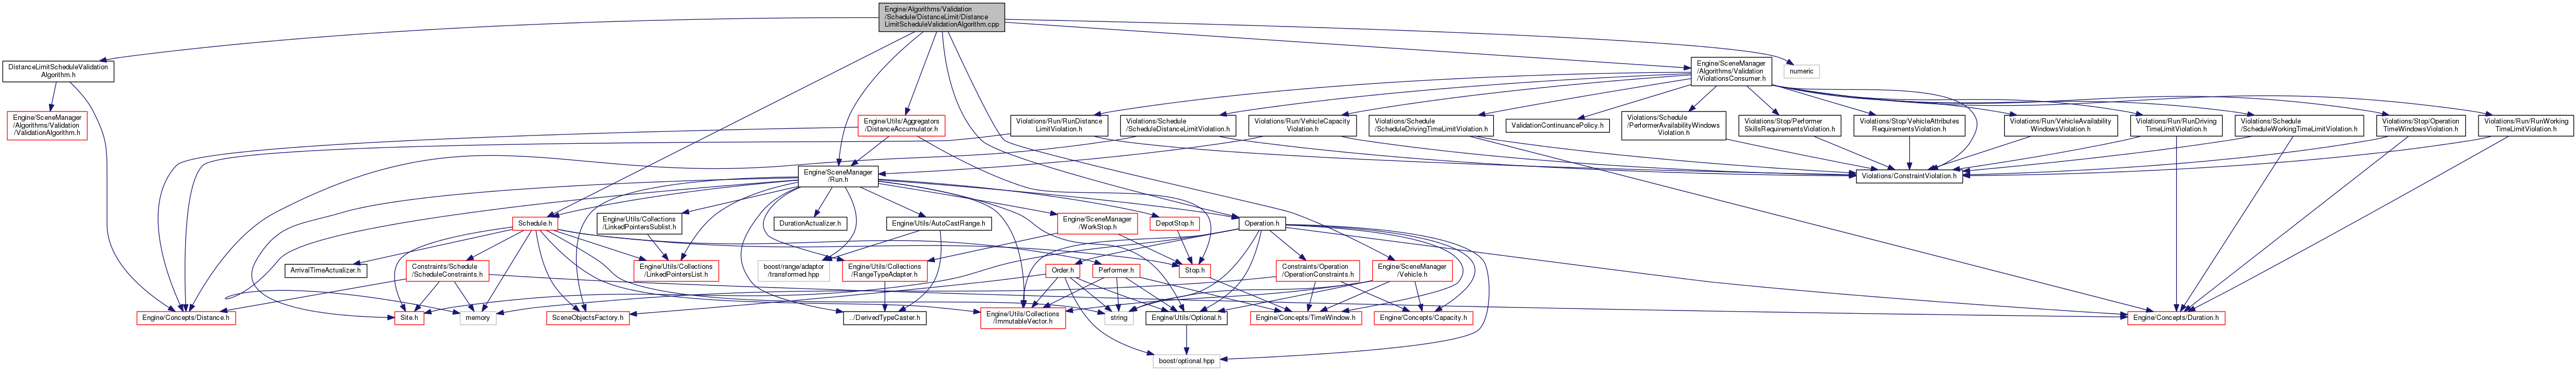 Engine/Algorithms/Validation
/Schedule/DistanceLimit/Distance
LimitScheduleValidationAlgorithm.cpp
DistanceLimitScheduleValidation
Algorithm.h
Engine/SceneManager
/Algorithms/Validation
/ViolationsConsumer.h
numeric
Engine/SceneManager
/Algorithms/Validation
/ValidationAlgorithm.h
Engine/Utils/Aggregators
/DistanceAccumulator.h
Violations/Run/RunDistance
LimitViolation.h
Violations/Schedule
/ScheduleDistanceLimitViolation.h
Violations/Run/VehicleCapacity
Violation.h
Violations/Schedule
/ScheduleDrivingTimeLimitViolation.h
ValidationContinuancePolicy.h
Violations/Schedule
/PerformerAvailabilityWindows
Violation.h
Violations/Stop/Performer
SkillsRequirementsViolation.h
Violations/Stop/VehicleAttributes
RequirementsViolation.h
Violations/Run/VehicleAvailability
WindowsViolation.h
Violations/Run/RunDriving
TimeLimitViolation.h
Violations/Schedule
/ScheduleWorkingTimeLimitViolation.h
Violations/Stop/Operation
TimeWindowsViolation.h
Violations/Run/RunWorking
TimeLimitViolation.h
Engine/SceneManager
/Run.h
Violations/ConstraintViolation.h
Schedule.h
Engine/Utils/Collections
/LinkedPointersSublist.h
DurationActualizer.h
Engine/Utils/AutoCastRange.h
Engine/SceneManager
/WorkStop.h
DepotStop.h
Operation.h
ArrivalTimeActualizer.h
Constraints/Schedule
/ScheduleConstraints.h
Engine/Utils/Collections
/LinkedPointersList.h
boost/range/adaptor
/transformed.hpp
Engine/Utils/Collections
/RangeTypeAdapter.h
Order.h
Performer.h
Stop.h
Constraints/Operation
/OperationConstraints.h
Engine/SceneManager
/Vehicle.h
Engine/Concepts/Distance.h
Site.h
memory
SceneObjectsFactory.h
../DerivedTypeCaster.h
Engine/Utils/Collections
/ImmutableVector.h
string
Engine/Utils/Optional.h
Engine/Concepts/TimeWindow.h
Engine/Concepts/Capacity.h
Engine/Concepts/Duration.h
boost/optional.hpp